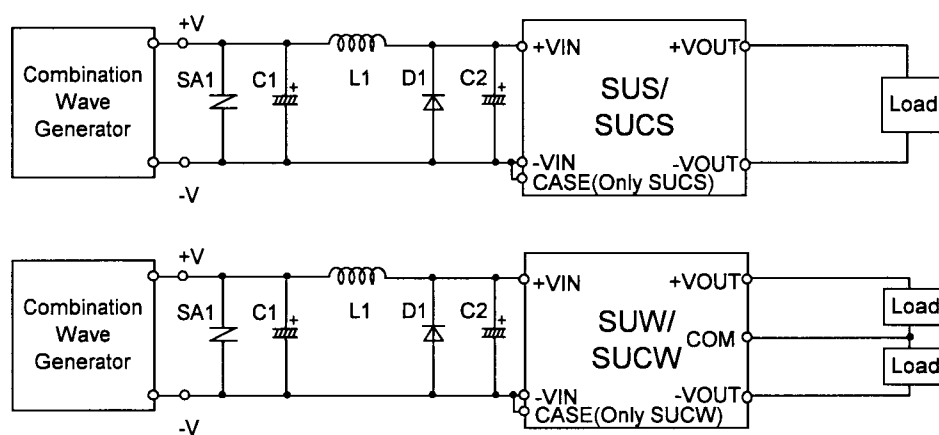 +V
Combination
Wave
Generator
SA1
C1
+
L1
D1
C2
+
+VIN
+VOUT
SUS/
SUCS
Load
-VIN
-VOUT
CASE(Only SUCS)
-V
+V
Combination
Wave
Generator
SA1
C1
+
L1
D1
C2
+
+VIN
+VOUT
SUW/
SUCW
COM
Load
Load
-VIN
-VOUT
CASE(Only SUCW)
-V